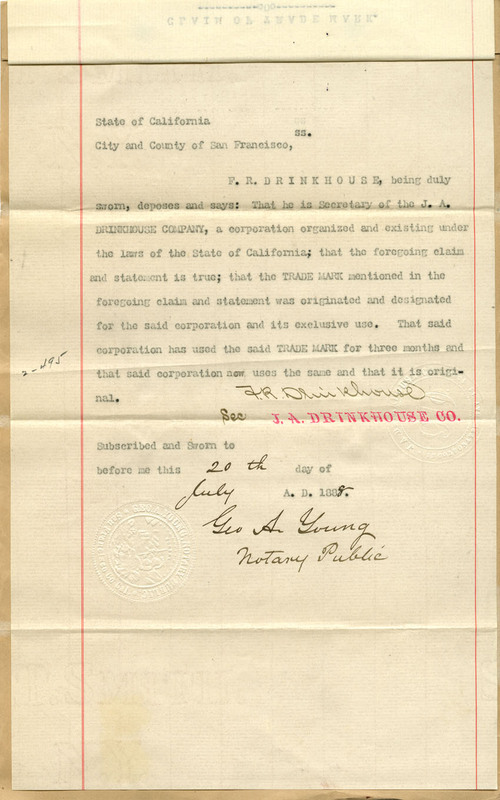 CLAIM OF TRADE MARK.
State of California
ss.
City and County of San Francisco,
F. R. D R I N K H O U S E, being duly
sworn, deposes and says: That he is Secretary of the J. A.
DRINKHOUSE COMPANY, a corporation organized and existing under
the laws of the State of California; that the foregoing claim
and statement is true; that the TRADE MARK mentioned in the
foregoing claim and statement was originated and designated
for the said corporation and its exclusive use. That said
corporation has used the said TRADE MARK for three months and
that said corporation now uses the same and that it is origi-
nal.
F R Drinkhouse
Sec J. A. DRINKHOUSE CO.
Subscribed and Sworn to
before me this 20 th day of
July A. D. 1888.
Geo A. Young
Notary Public